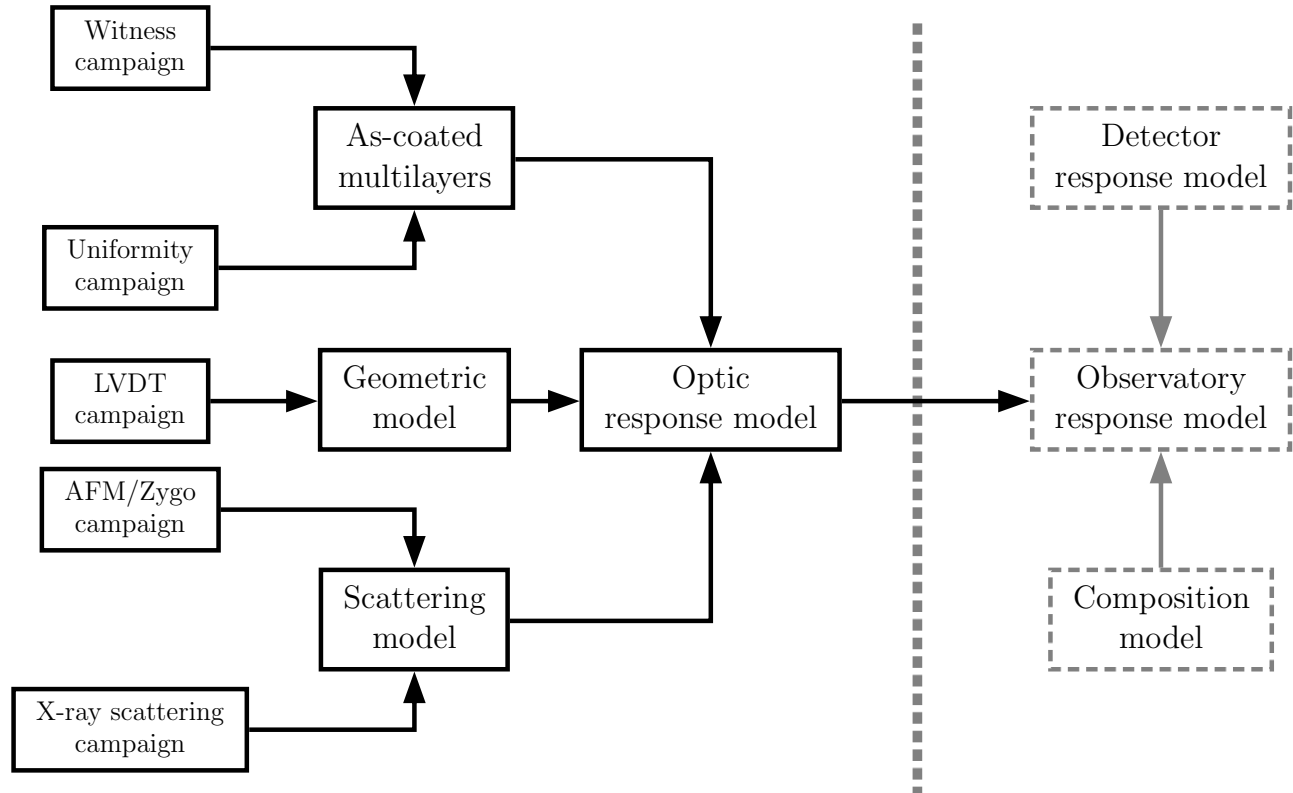 Witness
campaign
As-coated
multilayers
Detector
response model
Uniformity
campaign
LVDT
campaign
Geometric
model
Optic
response model
Observatory
response model
AFM/Zygo
campaign
Scattering
model
Composition
model
X-ray scattering
campaign